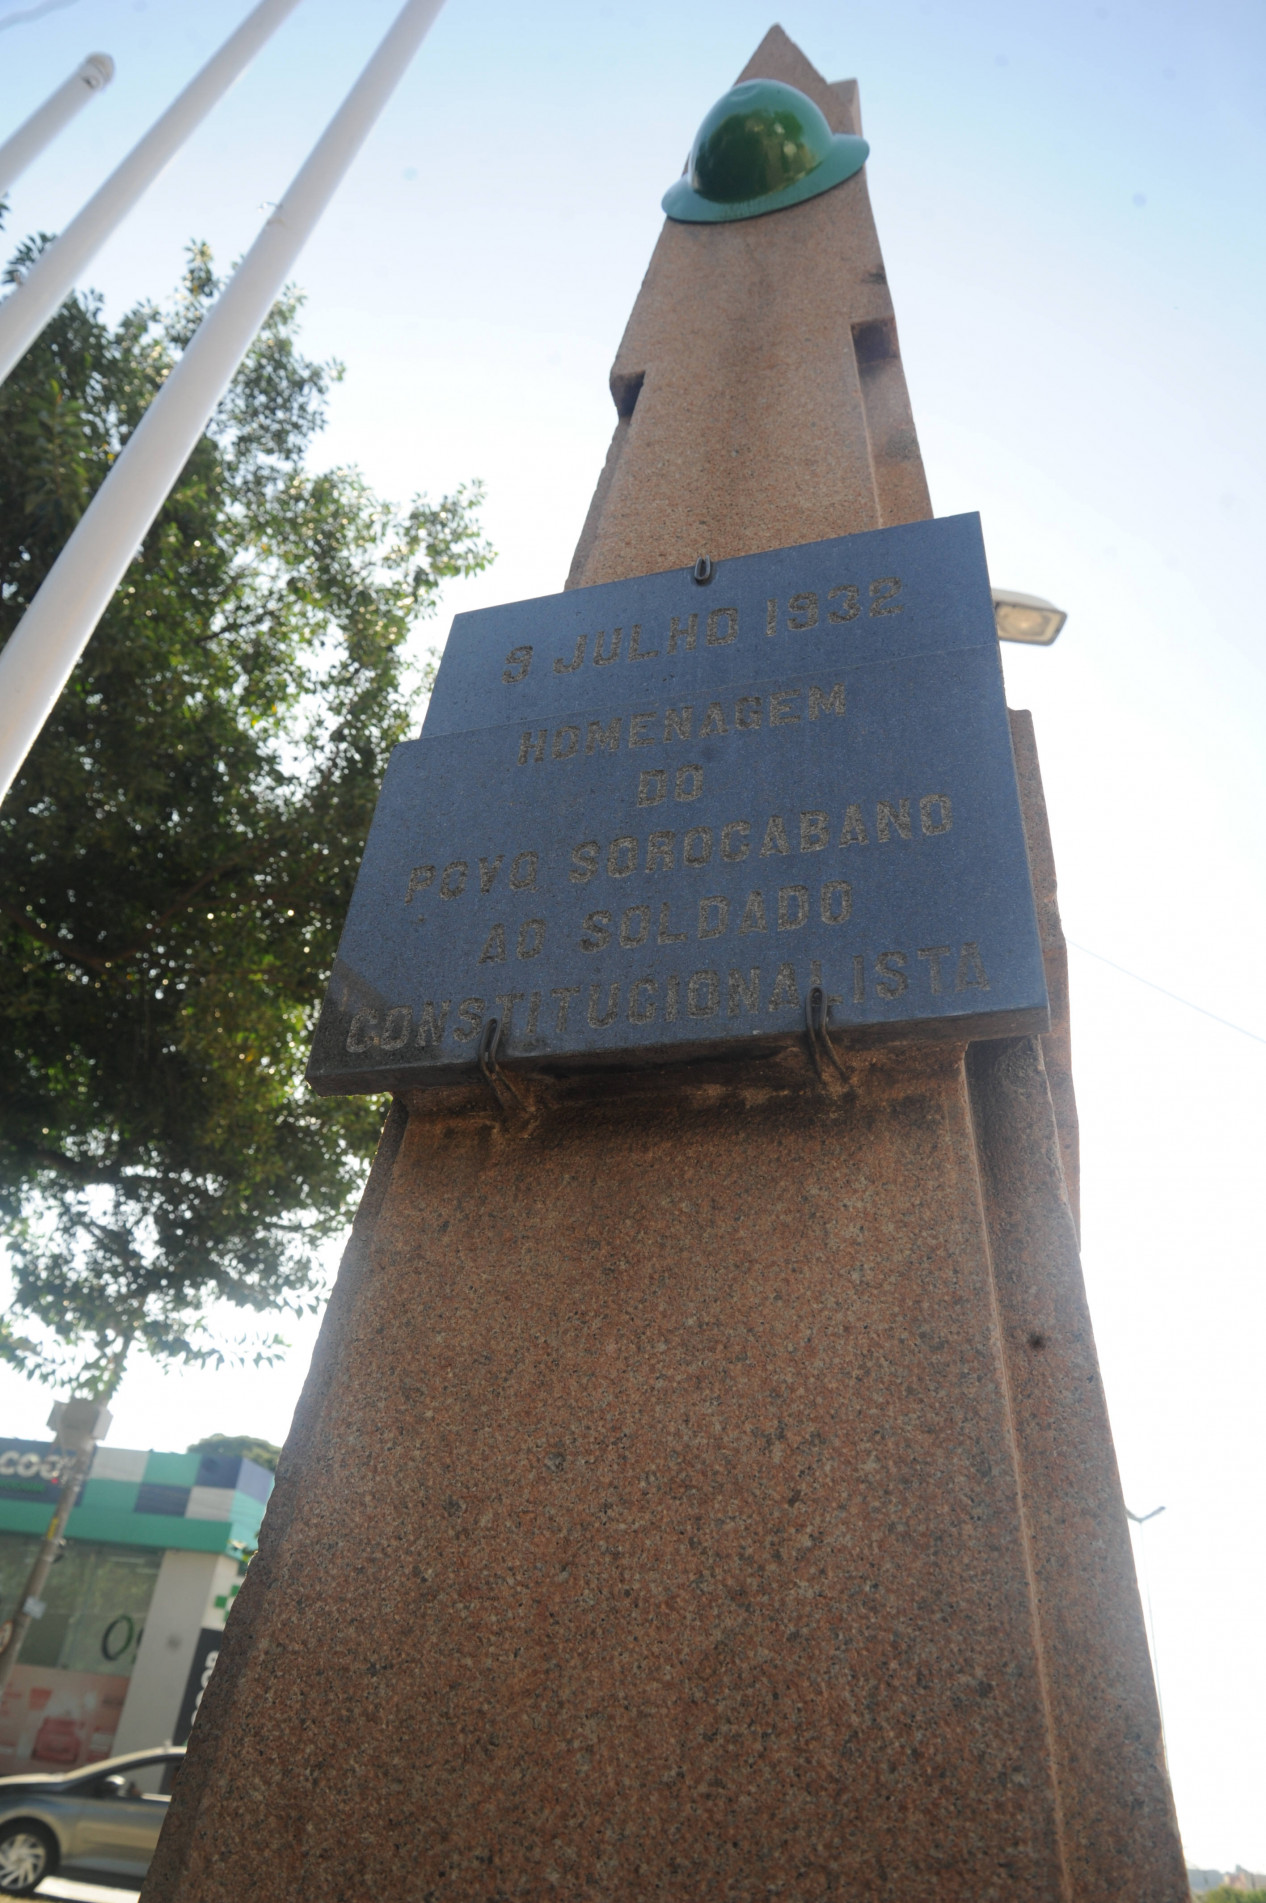 9 JULHO 1932
HOMENAGEM
DO
POVO SOROCABANO
AO SOLDADO
CONSTITUCIONALISTA